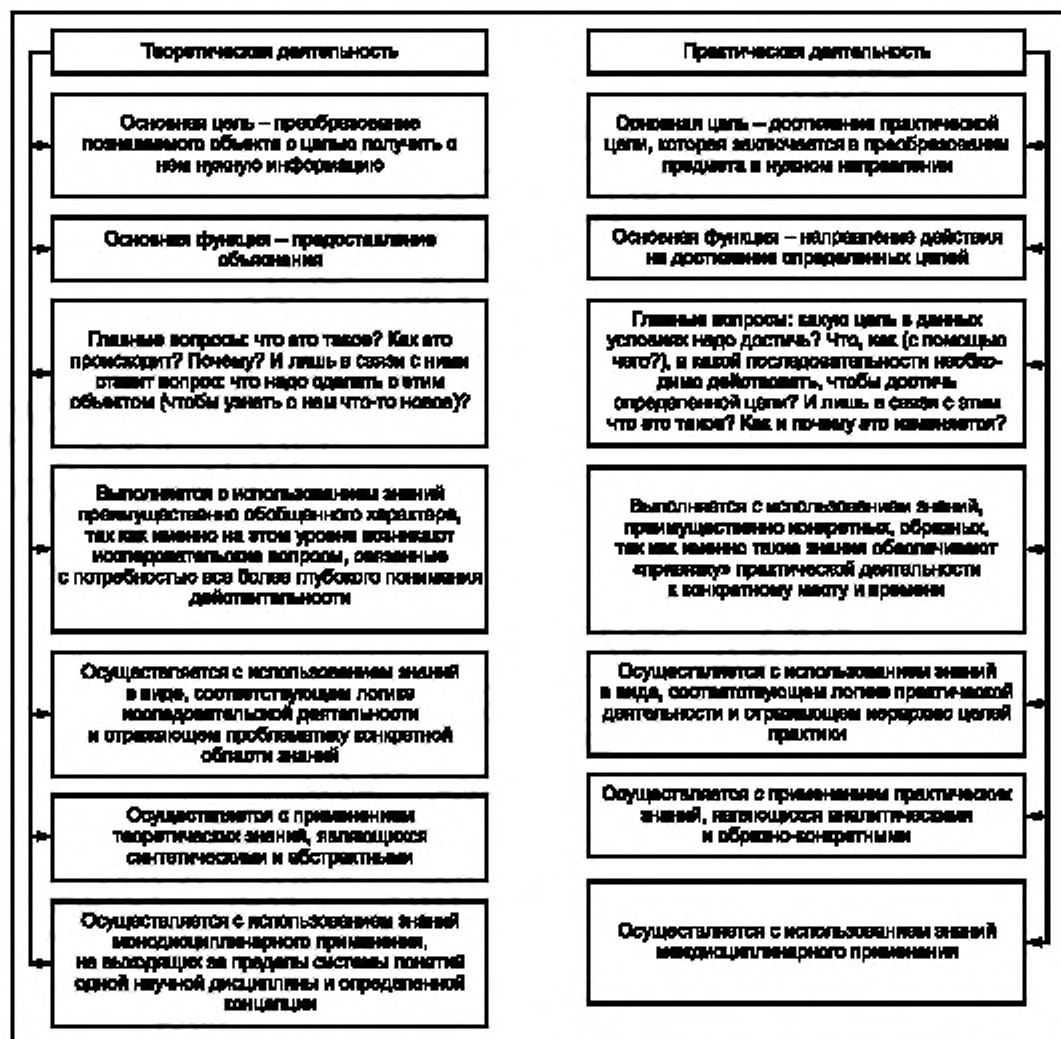 Теоретическая деятельность
Основная цель – преобразование
познаваемого объекта с целью получить о
нем нужную информацию
Основная функция – предоставление
объяснения
Главные вопросы: что это такое? Как это
происходит? Почему? И лишь в связи с ними
ставит вопрос: что надо сделать с этим
объектом (чтобы узнать о нем что-то новое)?
Выполняется с использованием знаний
преимущественно обобщенного характера,
так как именно на этом уровне возникают
исследовательские вопросы, связанные
с потребностью все более глубокого понимания
действительности
Осуществляется с использованием знаний
в виде, соответствующем логике
исследовательской деятельности
и отражающем проблематику конкретной
области знаний
Осуществляется с применением
теоретических знаний, являющихся
синтетическими и абстрактными
Осуществляется с использованием знаний
монодисциплинарного применения,
не выходящих за пределы системы понятий
одной научной дисциплины и определенной
концепции
Практическая деятельность
Основная цель – достижение практической
цели, которая заключается в преобразовании
предмета в нужном направлении
Основная функция – направление действия
на достижение определенных целей
Главные вопросы: какую цель в данных
условиях надо достичь? Что, как (с помощью
чего?), в какой последовательности необхо-
димо действовать, чтобы достичь
определенной цели? И лишь в связи с этим
что это такое? Как и почему это изменяется?
Выполняется с использованием знаний,
преимущественно конкретных, образных,
так как именно такие знания обеспечивают
«привязку» практической деятельности
к конкретному месту и времени
Осуществляется с использованием знаний
в виде, соответствующем логике практической
деятельности и отражающем иерархию целей
практики
Осуществляется с применением практических
знаний, являющихся аналитическими
и образно-конкретными
Осуществляется с использованием знаний
междисциплинарного применения